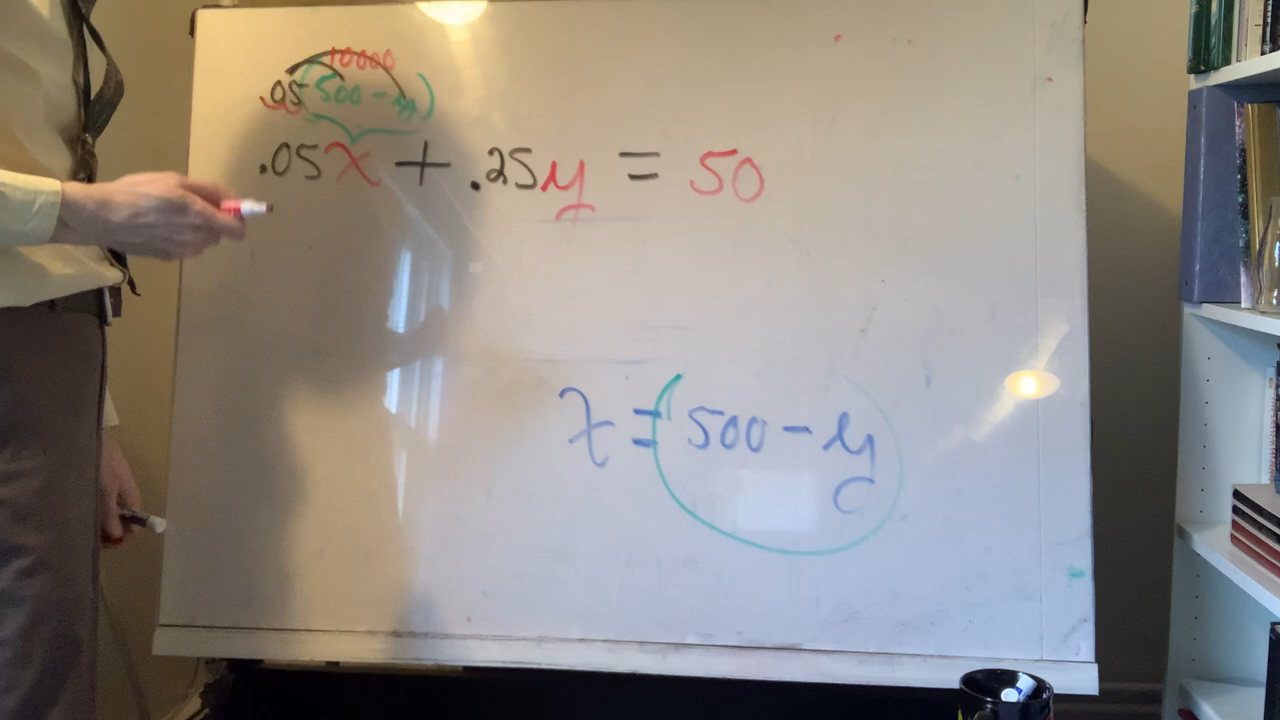 10000
.05(500-y)
.05x + .25y = 50
x = (500-y